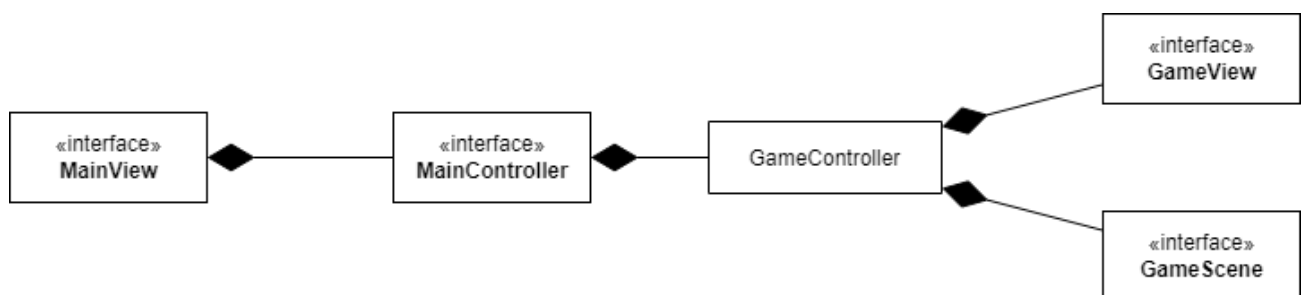 «interface»
MainView
«interface»
MainController
GameController
«interface»
GameView
«interface»
GameScene